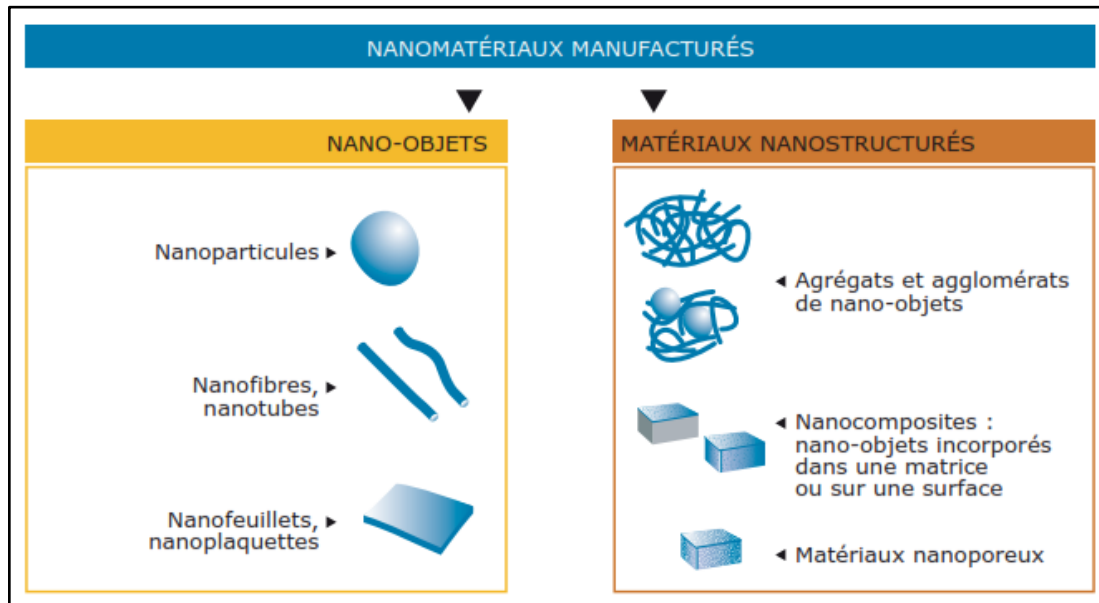 NANOMATÉRIAUX MANUFACTURÉS
NANO-OBJETS
Nanoparticules
Nanofibres,
nanotubes
Nanofeuillets,
nanoplaquettes
MATÉRIAUX NANOSTRUCTURÉS
Agrégats et agglomérats
de nano-objets
Nanocomposites :
nano-objets incorporés
dans une matrice
ou sur une surface
Matériaux nanoporeux